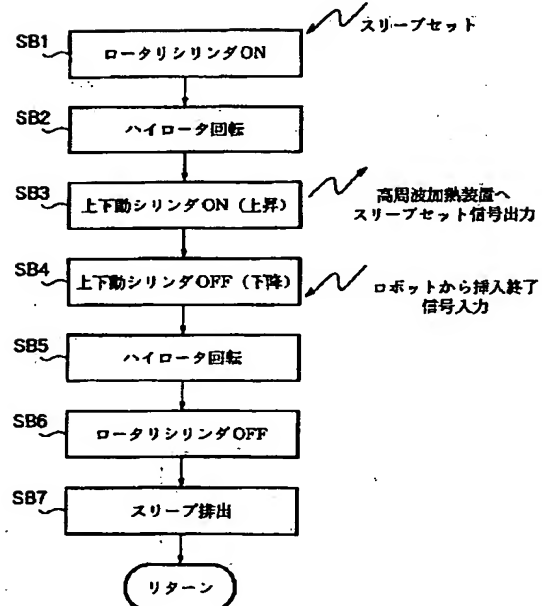 スリーブセット
SB1
ロータリシリンダON
SB2
ハイロータ回転
SB3
上下動シリンダON（上昇）
高周波加熱装置へ
スリーブセット信号出力
SB4
上下動シリンダOFF（下降）
ロボットから挿入終了
信号入力
SB5
ハイロータ回転
SB6
ロータリシリンダOFF
SB7
スリーブ排出
リターン